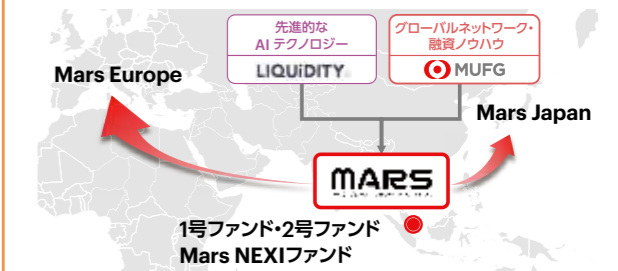 先進的な
AI テクノロジー
LIQUiDITY
グローバルネットワーク・
融資ノウハウ
MUFG
Mars Europe
Mars Japan
MARS
1号ファンド・2号ファンド
Mars NEXIファンド